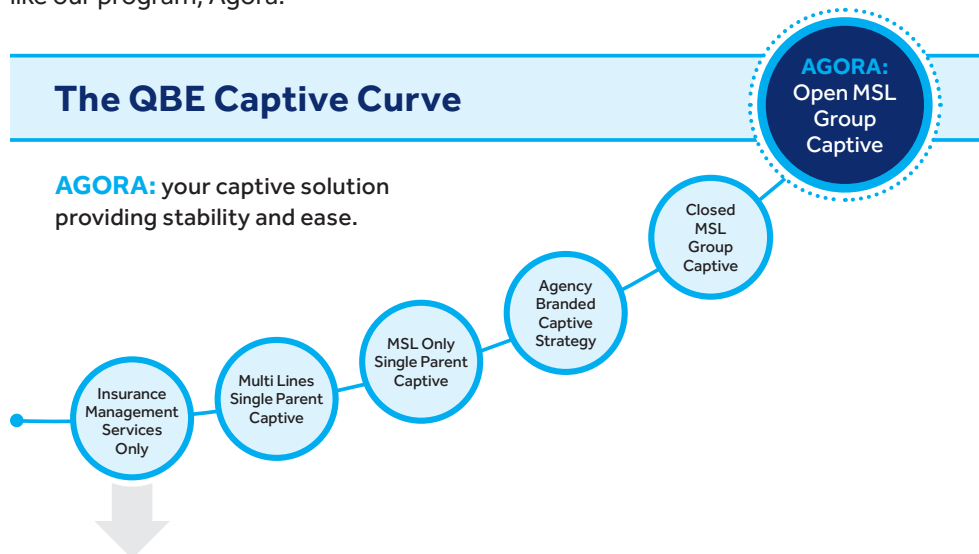 like our program, Agora.
The QBE Captive Curve
AGORA:
Open MSL
Group
Captive
AGORA: your captive solution
providing stability and ease.
Closed
MSL
Group
Captive
Agency
Branded
Captive
Strategy
MSL Only
Single Parent
Captive
Multi Lines
Single Parent
Captive
Insurance
Management
Services
Only